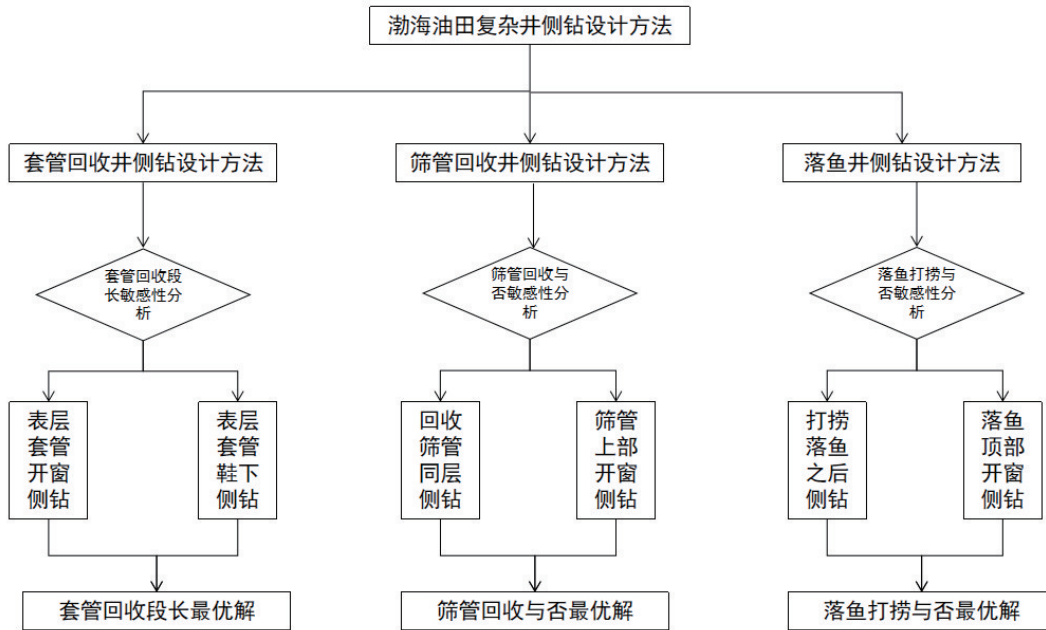 渤海油田复杂井侧钻设计方法
套管回收井侧钻设计方法
筛管回收井侧钻设计方法
落鱼井侧钻设计方法
套管回收段
长敏感性分
析
筛管回收与
否敏感性分
析
落鱼打捞与
否敏感性分
析
表层
套管
开窗
侧钻
表层
套管
鞋下
侧钻
回收
筛管
同层
侧钻
筛管
上部
开窗
侧钻
打捞
落鱼
之后
侧钻
落鱼
顶部
开窗
侧钻
套管回收段长最优解
筛管回收与否最优解
落鱼打捞与否最优解